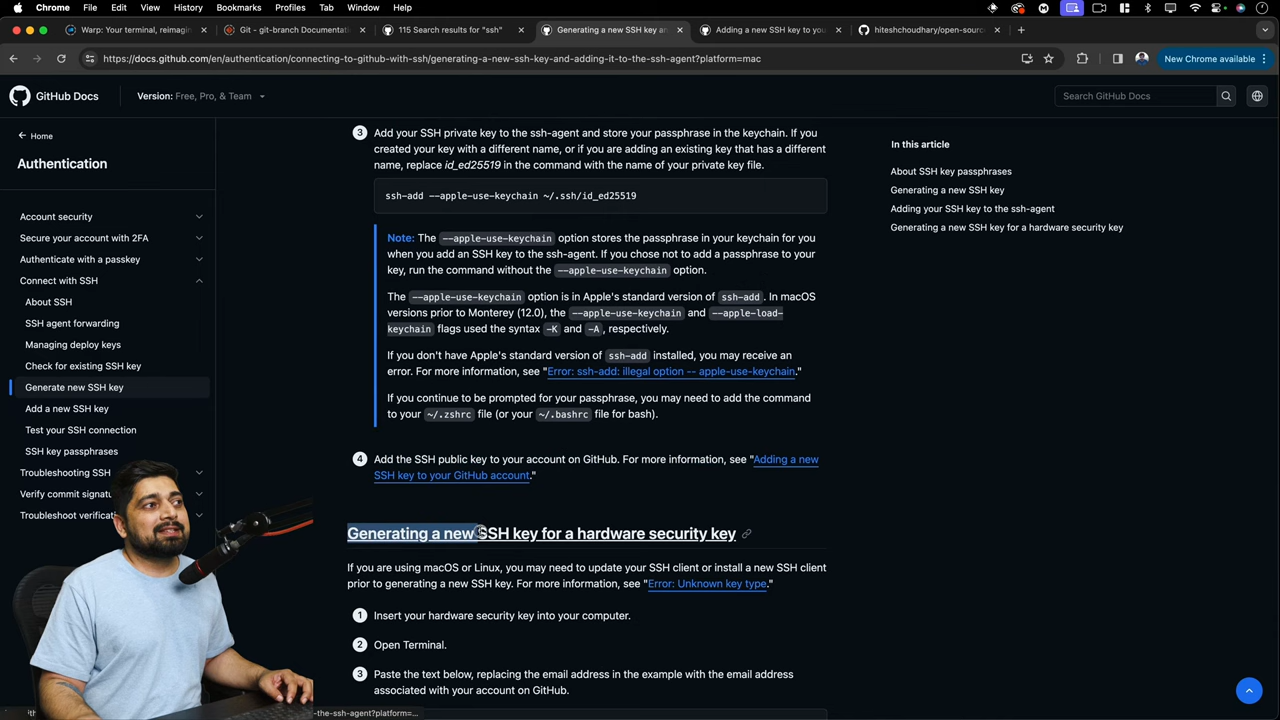 Chrome File Edit View History Bookmarks Profiles Tab Window Help
Warp: Your terminal, reimagin
Git - git-branch Documentati
115 Search results for "ssh"
Generating a new SSH key an
Adding a new SSH key to you
hiteshchoudhary/open-sourc
https://docs.github.com/en/authentication/connecting-to-github-with-ssh/generating-a-new-ssh-key-and-adding-it-to-the-ssh-agent?platform=mac
New Chrome available
GitHub Docs
Version: Free, Pro, & Team
Search GitHub Docs
Home
Authentication
Account security
Secure your account with 2FA
Authenticate with a passkey
Connect with SSH
About SSH
SSH agent forwarding
Managing deploy keys
Check for existing SSH key
Generate new SSH key
Add a new SSH key
Test your SSH connection
SSH key passphrases
Troubleshooting SSH
Verify commit signatu
Troubleshoot verificati
3 Add your SSH private key to the ssh-agent and store your passphrase in the keychain. If you
created your key with a different name, or if you are adding an existing key that has a different
name, replace id_ed25519 in the command with the name of your private key file.
ssh-add --apple-use-keychain ~/.ssh/id_ed25519
Note: The --apple-use-keychain option stores the passphrase in your keychain for you
when you add an SSH key to the ssh-agent. If you chose not to add a passphrase to your
key, run the command without the --apple-use-keychain option.
The --apple-use-keychain option is in Apple's standard version of ssh-add. In macOS
versions prior to Monterey (12.0), the --apple-use-keychain and --apple-load-
keychain flags used the syntax -K and -A, respectively.
If you don't have Apple's standard version of ssh-add installed, you may receive an
error. For more information, see "Error: ssh-add: illegal option -- apple-use-keychain."
If you continue to be prompted for your passphrase, you may need to add the command
to your ~/.zshrc file (or your ~/.bashrc file for bash).
4 Add the SSH public key to your account on GitHub. For more information, see "Adding a new
SSH key to your GitHub account."
Generating a new SSH key for a hardware security key
If you are using macOS or Linux, you may need to update your SSH client or install a new SSH client
prior to generating a new SSH key. For more information, see "Error: Unknown key type."
1 Insert your hardware security key into your computer.
2 Open Terminal.
3 Paste the text below, replacing the email address in the example with the email address
associated with your account on GitHub.
In this article
About SSH key passphrases
Generating a new SSH key
Adding your SSH key to the ssh-agent
Generating a new SSH key for a hardware security key
-the-ssh-agent?platform=...